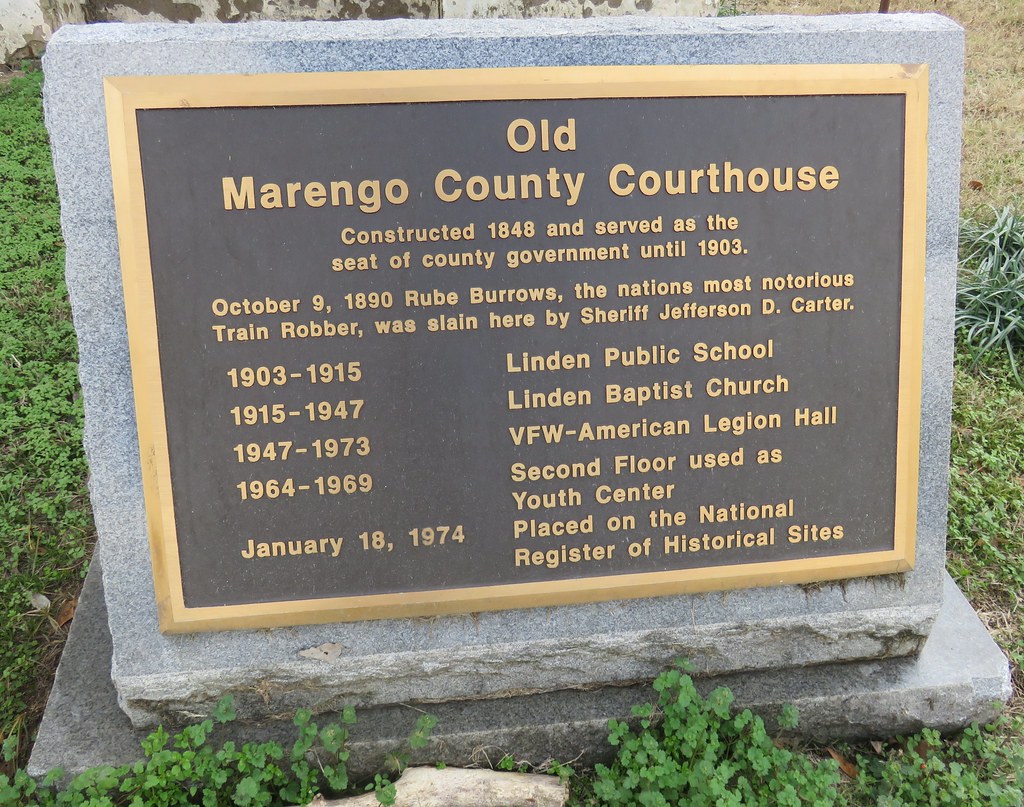 Old
Marengo County Courthouse
Constructed 1848 and served as the
seat of county government until 1903.
October 9, 1890 Rube Burrows, the nations most notorious
Train Robber, was slain here by Sheriff Jefferson D. Carter.
1903-1915 Linden Public School
1915-1947 Linden Baptist Church
1947-1973 VFW-American Legion Hall
1964-1969 Second Floor used as
Youth Center
January 18, 1974 Placed on the National
Register of Historical Sites